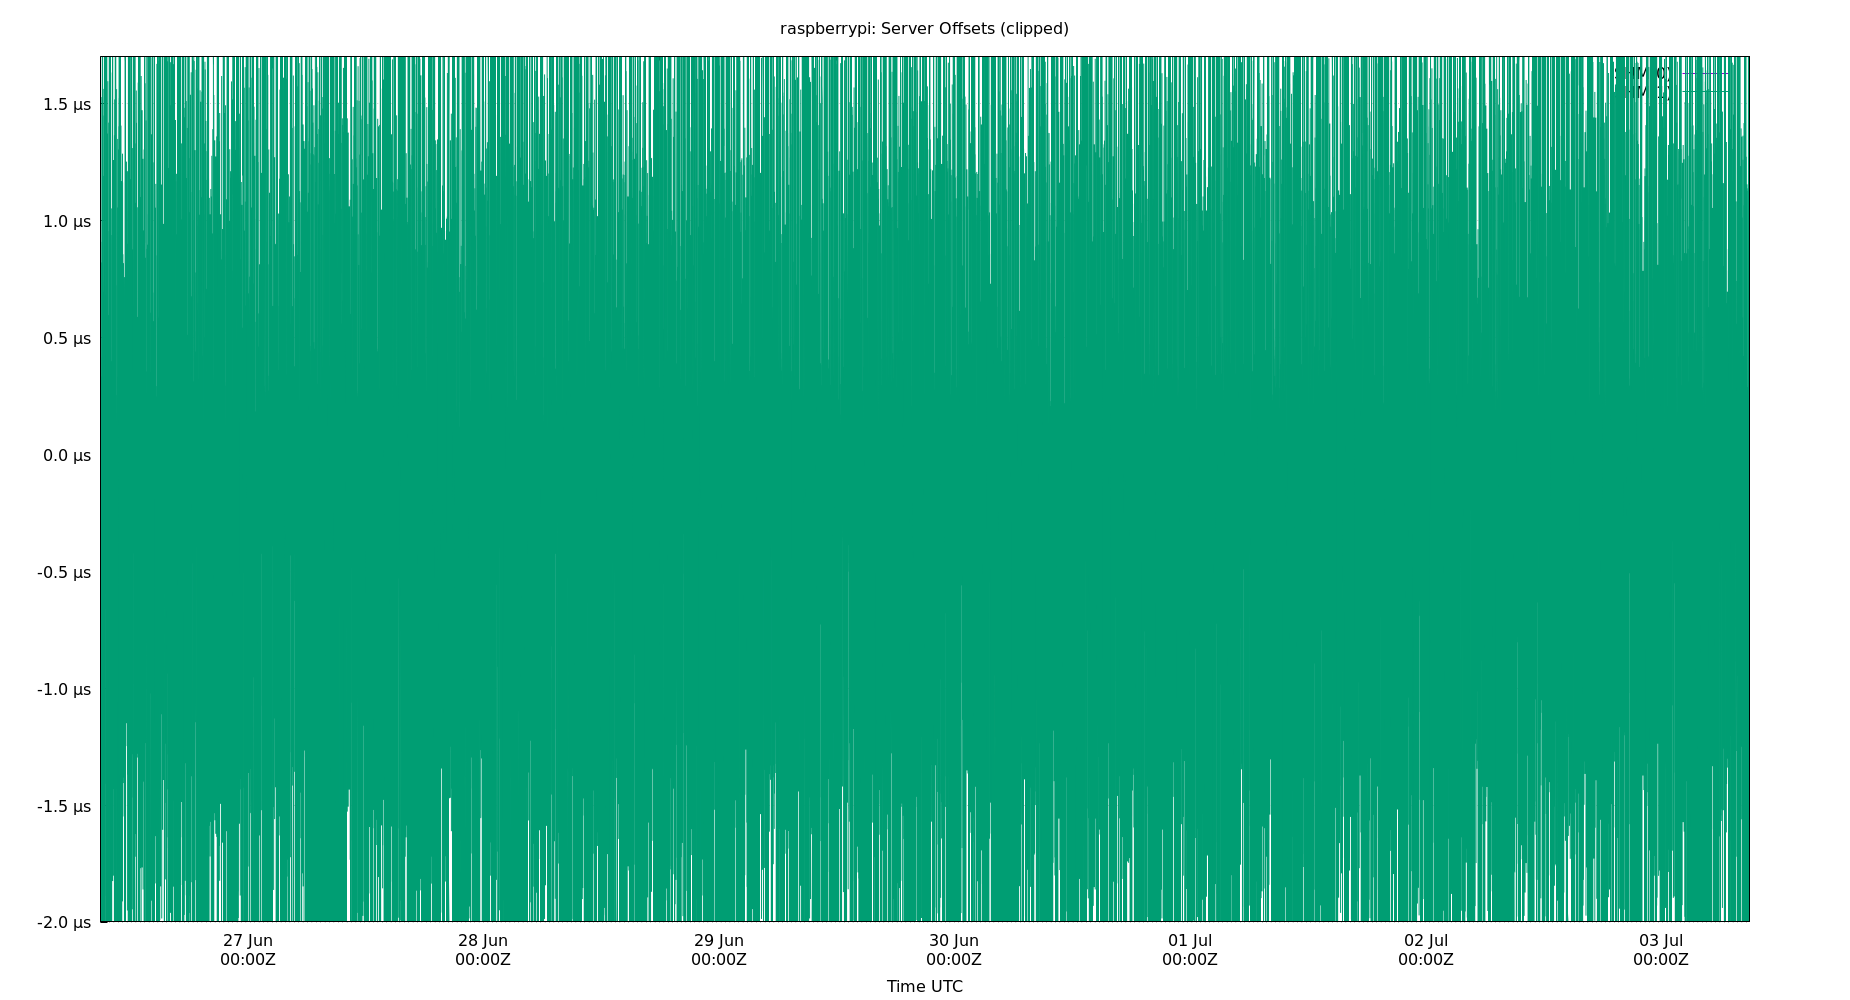 raspberrypi: Server Offsets (clipped)
1.5 µs
1.0 µs
0.5 µs
0.0 µs
-0.5 µs
-1.0 µs
-1.5 µs
-2.0 µs
27 Jun
00:00Z
28 Jun
00:00Z
29 Jun
00:00Z
30 Jun
00:00Z
01 Jul
00:00Z
02 Jul
00:00Z
03 Jul
00:00Z
Time UTC